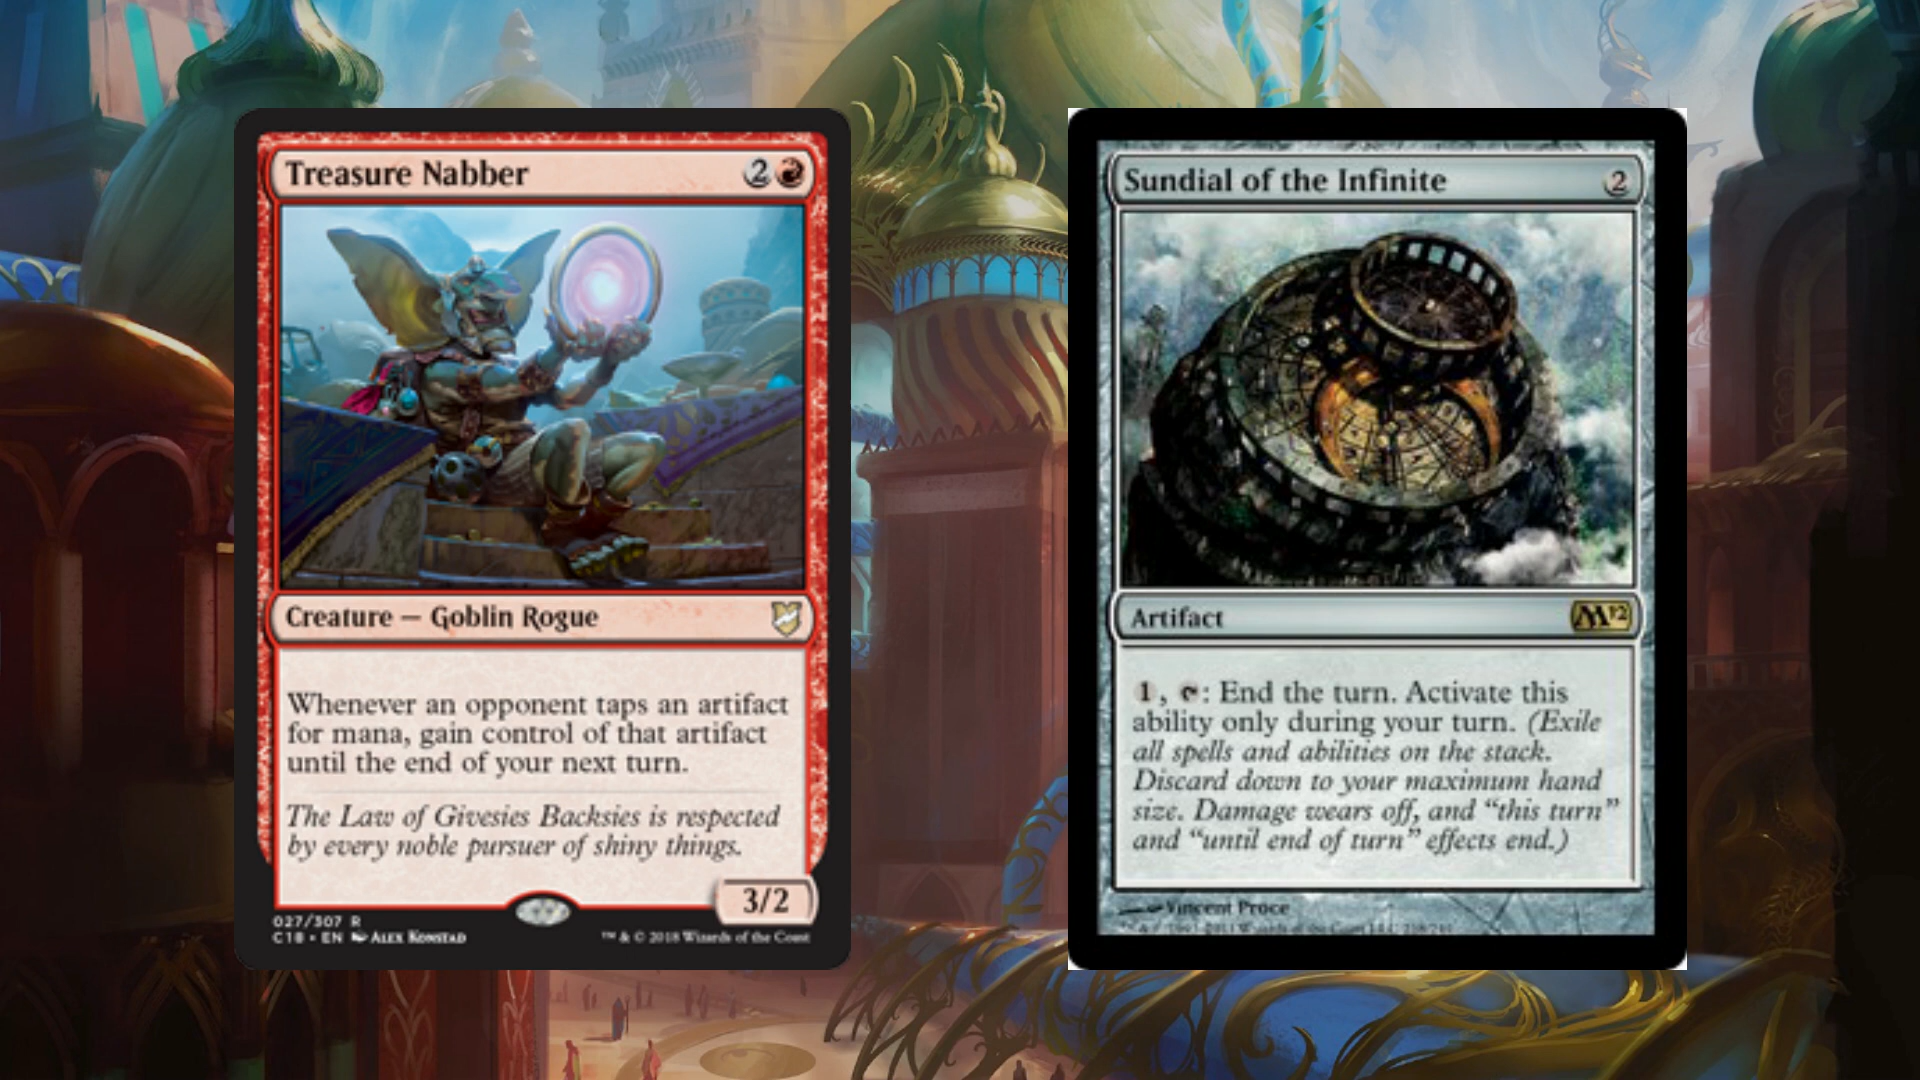 Treasure Nabber
2
Creature — Goblin Rogue
Whenever an opponent taps an artifact
for mana, gain control of that artifact
until the end of your next turn.
The Law of Givesies Backsies is respected
by every noble pursuer of shiny things.
3/2
027/307 R
C18 • EN ALEX KONSTAD
™ & © 2018 Wizards of the Coast
Sundial of the Infinite
2
Artifact
M12
1, : End the turn. Activate this
ability only during your turn. (Exile
all spells and abilities on the stack.
Discard down to your maximum hand
size. Damage wears off, and “this turn”
and “until end of turn” effects end.)
Vincent Proce